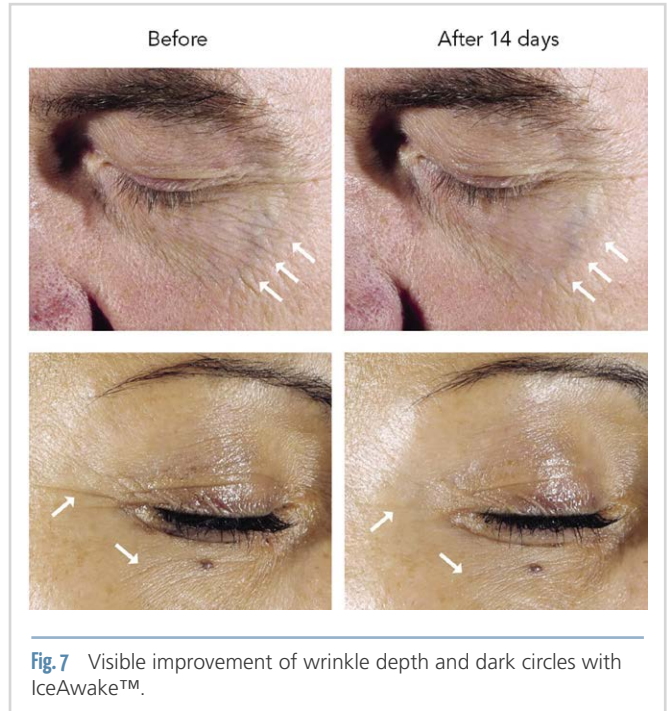 Before
After 14 days
Fig. 7 Visible improvement of wrinkle depth and dark circles with
IceAwake™.